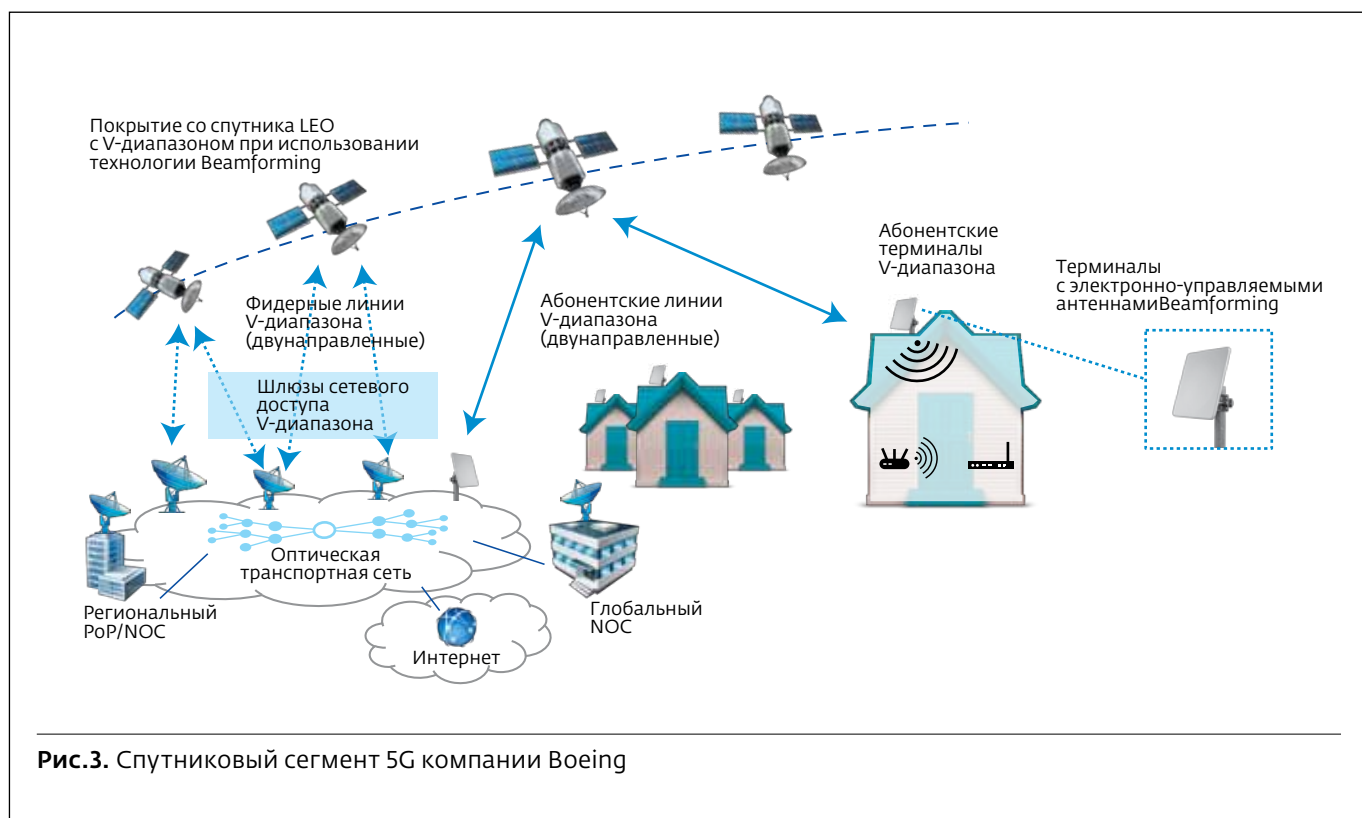 Покрытие со спутника LEO
с V-диапазоном при использовании
технологии Beamforming
Фидерные линии
V-диапазона
(двунаправленные)
Шлюзы сетевого
доступа
V-диапазона
Абонентские линии
V-диапазона
(двунаправленные)
Абонентские
терминалы
V-диапазона
Терминалы
с электронно-управляемыми
антеннамиBeamforming
Оптическая
транспортная сеть
Региональный
PoP/NOC
Интернет
Глобальный
NOC
Рис.3. Спутниковый сегмент 5G компании Boeing